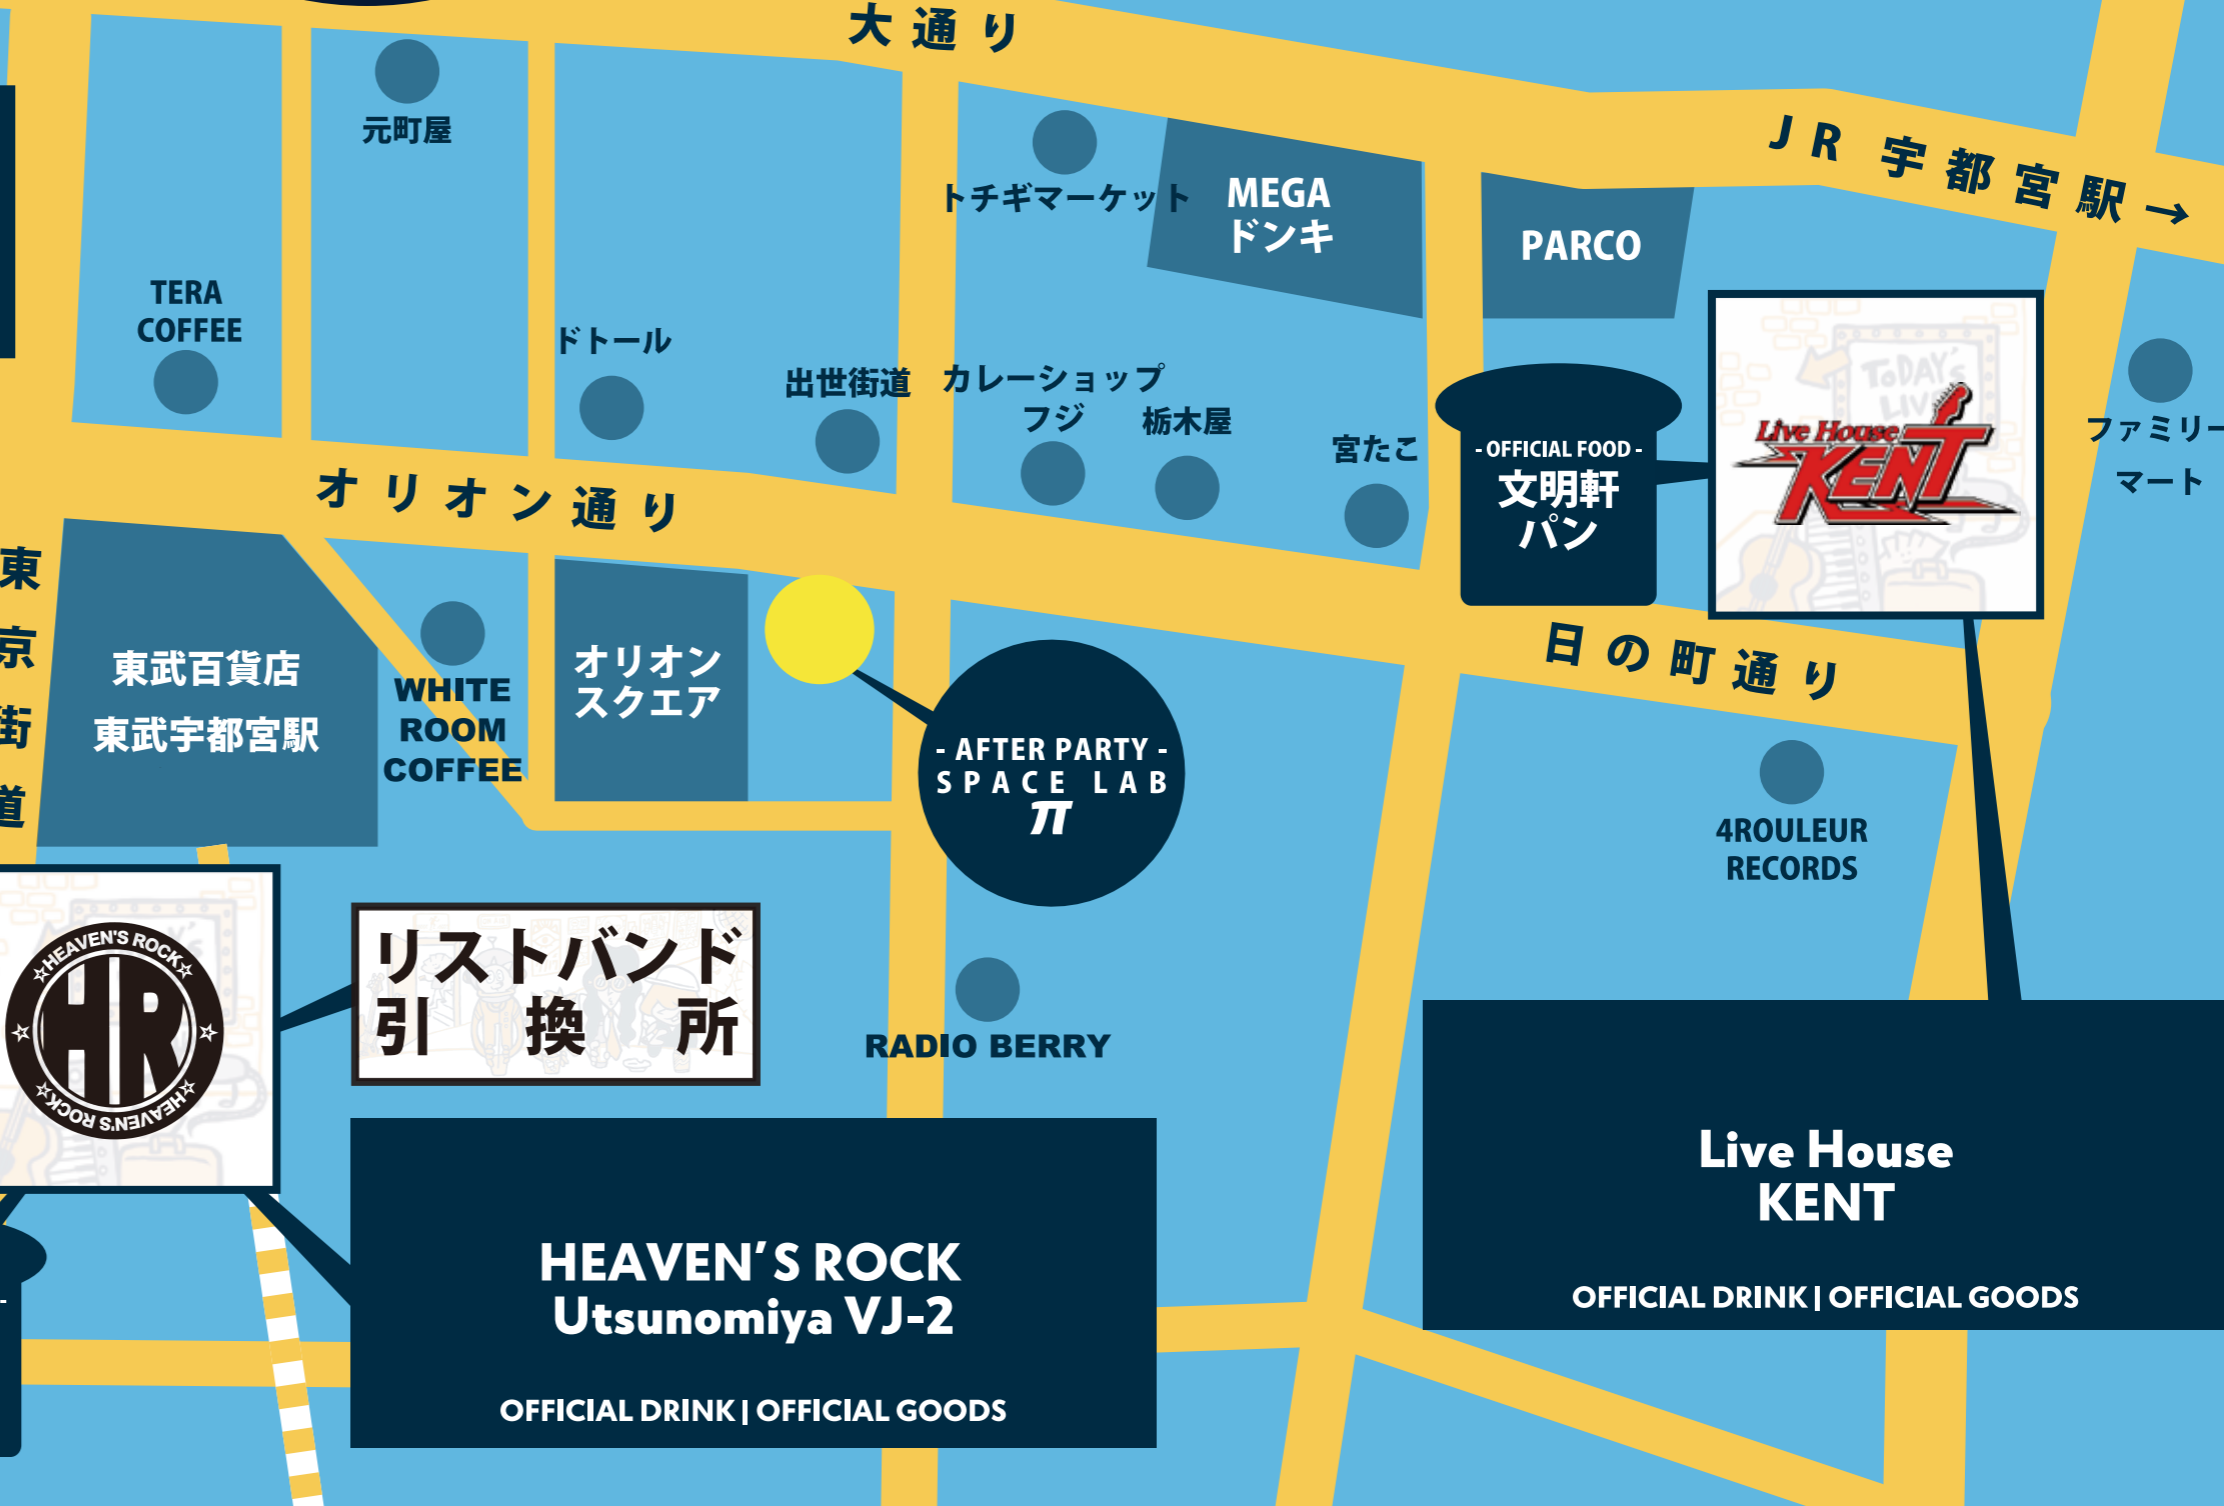 大通り
JR 宇都宮駅→
元町屋
トチギマーケット
MEGA
ドンキ
PARCO
TERA
COFFEE
ドトール
出世街道
カレーショップ
フジ
栃木屋
宮たこ
- OFFICIAL FOOD -
文明軒
パン
TODAY's
LIVE
Live House
KENT
ファミリー
マート
オリオン通り
東京街道
東武百貨店
東武宇都宮駅
WHITE
ROOM
COFFEE
オリオン
スクエア
日の町通り
- AFTER PARTY -
SPACE LAB
π
4ROULEUR
RECORDS
☆HEAVEN'S ROCK☆
HR
☆HEAVEN'S ROCK☆
リストバンド
引換所
RADIO BERRY
HEAVEN'S ROCK
Utsunomiya VJ-2
OFFICIAL DRINK | OFFICIAL GOODS
Live House
KENT
OFFICIAL DRINK | OFFICIAL GOODS